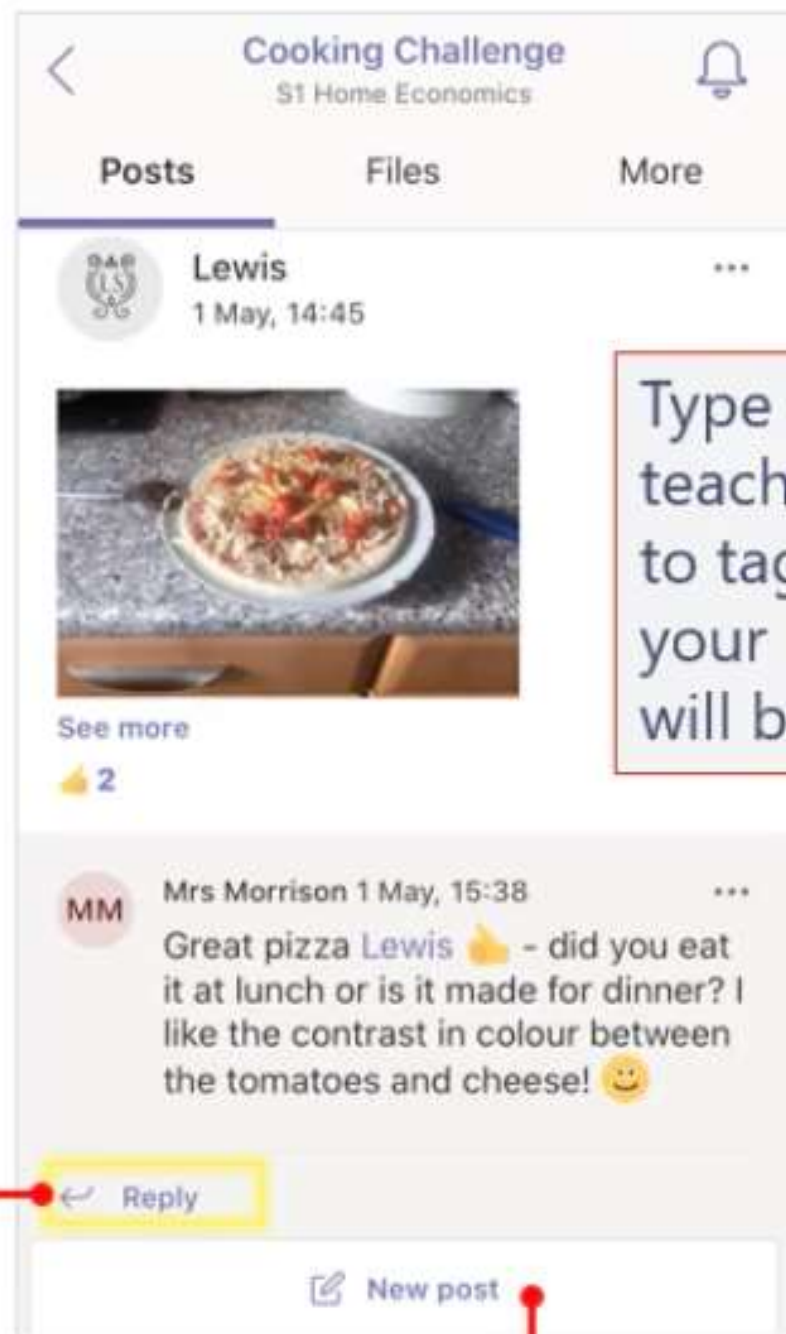 Cooking Challenge
S1 Home Economics
Posts Files More
LS
Lewis
1 May, 14:45
Type
teach
to tag
your
will b
See more
👍 2
MM
Mrs Morrison 1 May, 15:38
Great pizza Lewis 👍 - did you eat
it at lunch or is it made for dinner? I
like the contrast in colour between
the tomatoes and cheese! 🙂
Reply
New post